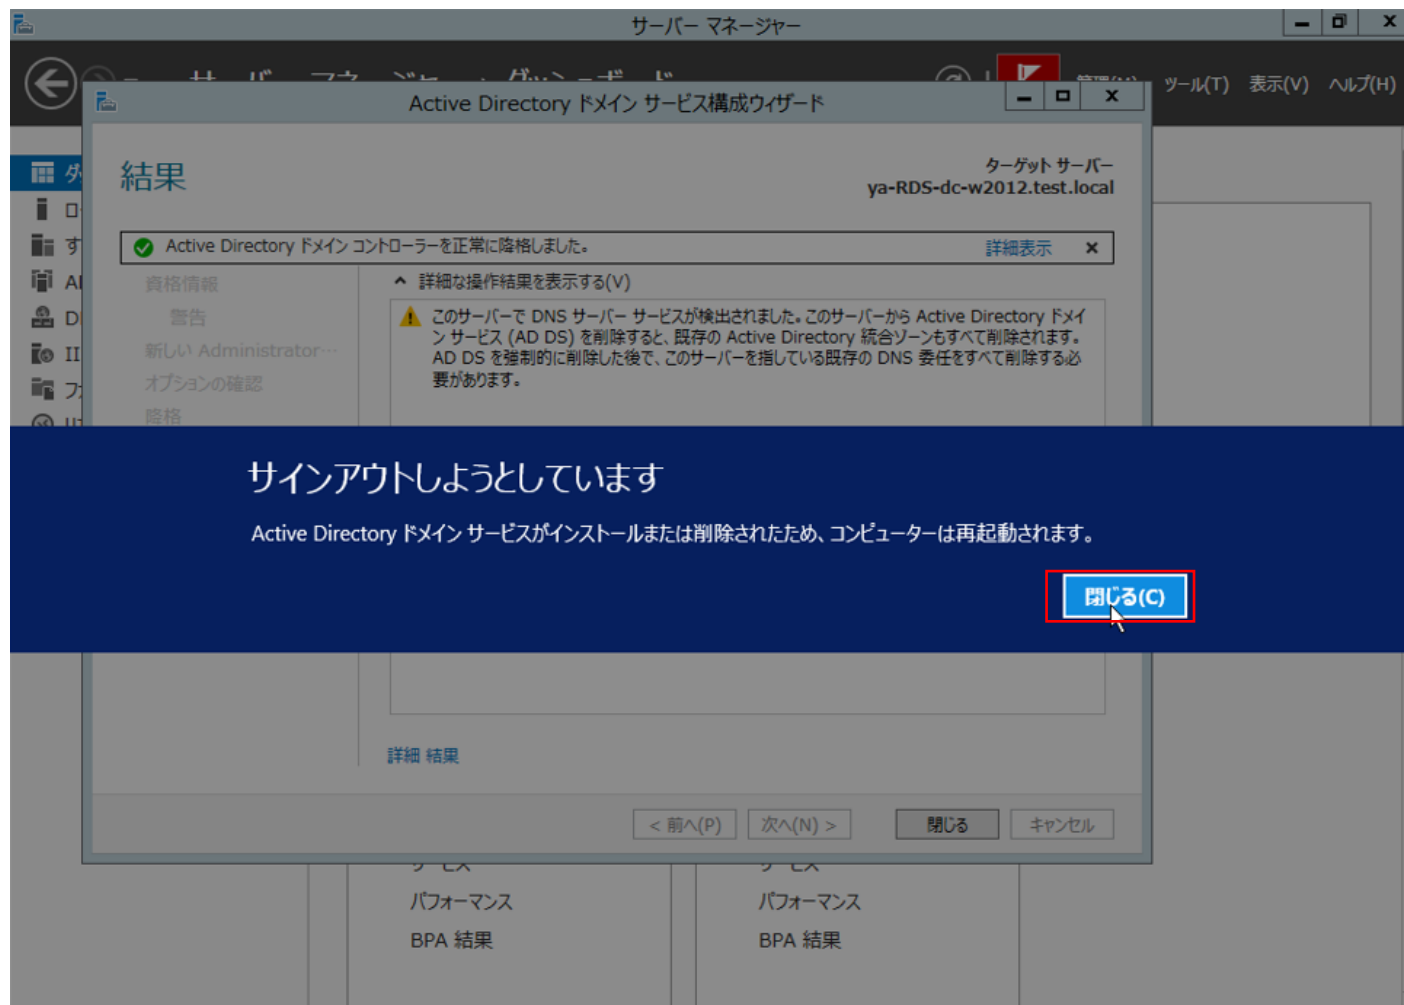 サーバー マネージャー
ツール(T) 表示(V) ヘルプ(H)
Active Directory ドメイン サービス構成ウィザード
結果
ターゲット サーバー
ya-RDS-dc-w2012.test.local
Active Directory ドメイン コントローラーを正常に降格しました。
詳細表示
資格情報
警告
新しい Administrator…
オプションの確認
降格
詳細な操作結果を表示する(V)
このサーバーで DNS サーバー サービスが検出されました。このサーバーから Active Directory ドメイ
ン サービス (AD DS) を削除すると、既存の Active Directory 統合ゾーンもすべて削除されます。
AD DS を強制的に削除した後で、このサーバーを指している既存の DNS 委任をすべて削除する必
要があります。
サインアウトしようとしています
Active Directory ドメイン サービスがインストールまたは削除されたため、コンピューターは再起動されます。
閉じる(C)
詳細 結果
< 前へ(P)
次へ(N) >
閉じる
キャンセル
パフォーマンス
パフォーマンス
BPA 結果
BPA 結果